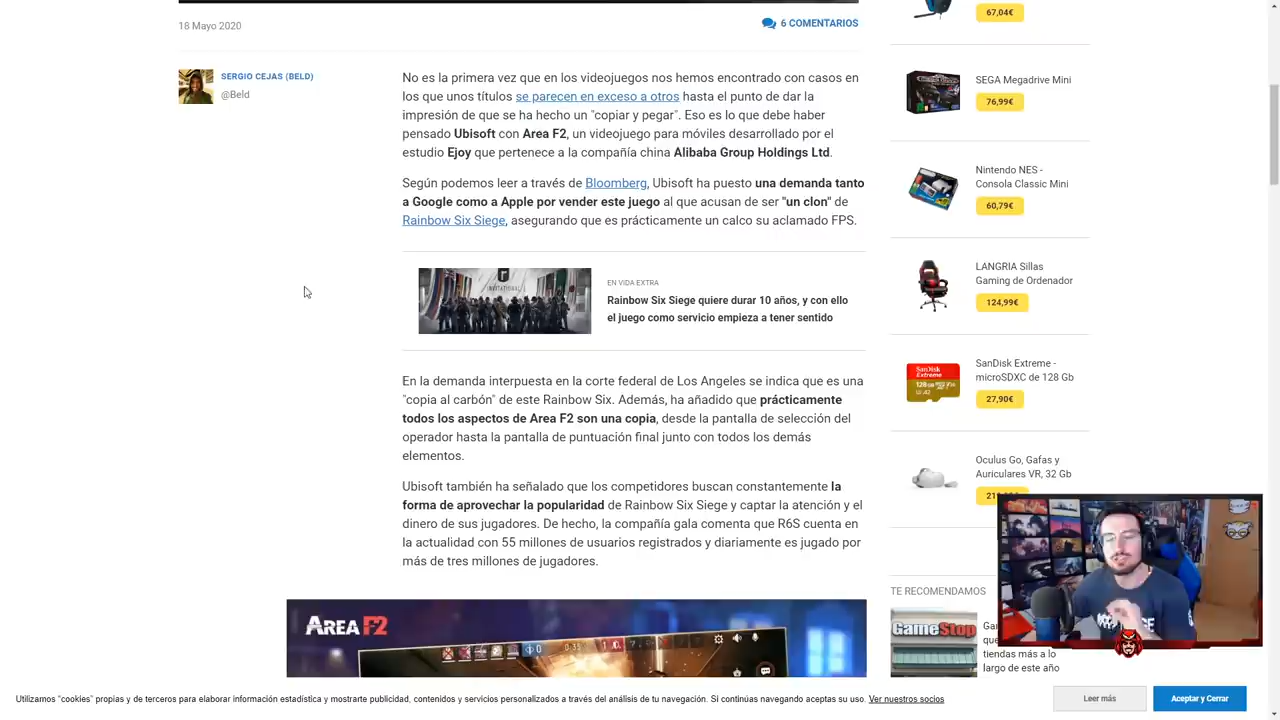 18 Mayo 2020
6 COMENTARIOS
SERGIO CEJAS (BELD)
@Beld
No es la primera vez que en los videojuegos nos hemos encontrado con casos en
los que unos títulos se parecen en exceso a otros hasta el punto de dar la
impresión de que se ha hecho un "copiar y pegar". Eso es lo que debe haber
pensado Ubisoft con Area F2, un videojuego para móviles desarrollado por el
estudio Ejoy que pertenece a la compañía china Alibaba Group Holdings Ltd.
Según podemos leer a través de Bloomberg, Ubisoft ha puesto una demanda tanto
a Google como a Apple por vender este juego al que acusan de ser "un clon" de
Rainbow Six Siege, asegurando que es prácticamente un calco su aclamado FPS.
EN VIDA EXTRA
Rainbow Six Siege quiere durar 10 años, y con ello
el juego como servicio empieza a tener sentido
En la demanda interpuesta en la corte federal de Los Angeles se indica que es una
"copia al carbón" de este Rainbow Six. Además, ha añadido que prácticamente
todos los aspectos de Area F2 son una copia, desde la pantalla de selección del
operador hasta la pantalla de puntuación final junto con todos los demás
elementos.
Ubisoft también ha señalado que los competidores buscan constantemente la
forma de aprovechar la popularidad de Rainbow Six Siege y captar la atención y el
dinero de sus jugadores. De hecho, la compañía gala comenta que R6S cuenta en
la actualidad con 55 millones de usuarios registrados y diariamente es jugado por
más de tres millones de jugadores.
AREA F2
67,04€
SEGA Megadrive Mini
76,99€
Nintendo NES -
Consola Classic Mini
60,79€
LANGRIA Sillas
Gaming de Ordenador
124,99€
SanDisk Extreme -
microSDXC de 128 Gb
27,90€
SanDisk
Extreme
Oculus Go, Gafas y
Auriculares VR, 32 Gb
TE RECOMENDAMOS
GameStop
tiendas más a lo
largo de este año
Utilizamos "cookies" propias y de terceros para elaborar información estadística y mostrarte publicidad, contenidos y servicios personalizados a través del análisis de tu navegación. Si continúas navegando aceptas su uso. Ver nuestros socios
Leer más
Aceptar y Cerrar